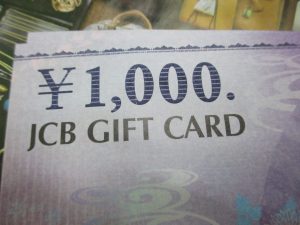 ¥1,000.
JCB GIFT CARD